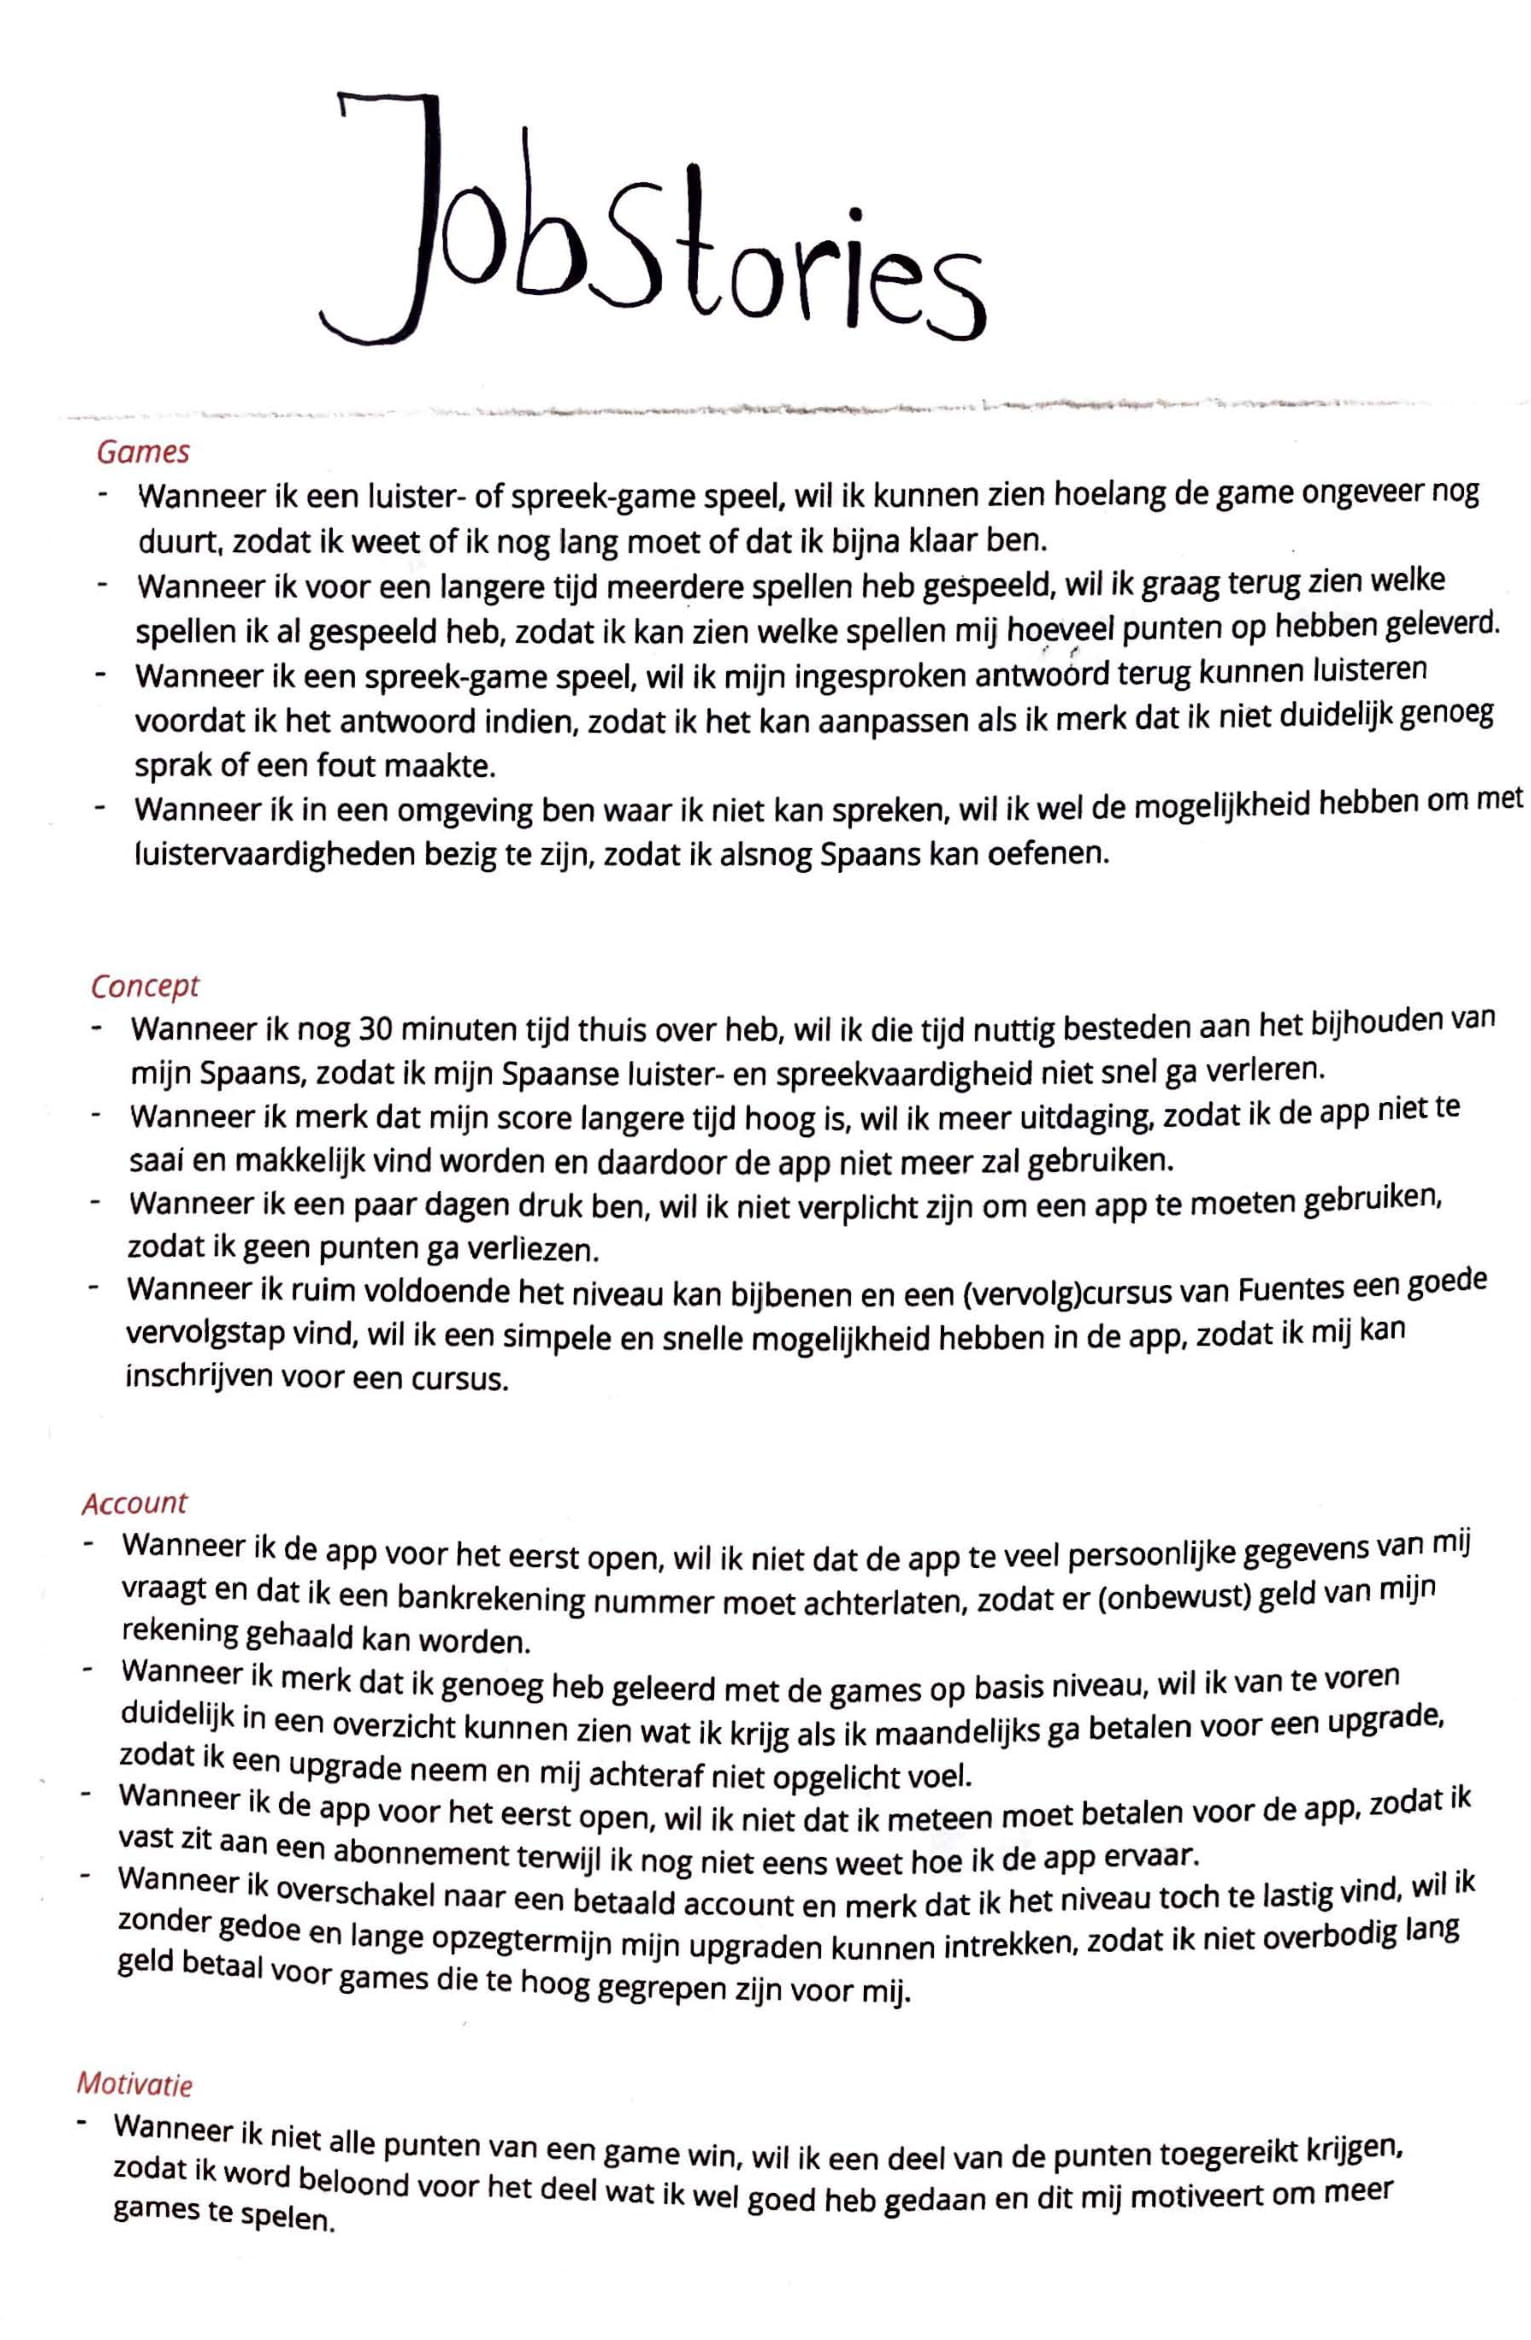 JobStories
Games
- Wanneer ik een luister- of spreek-game speel, wil ik kunnen zien hoelang de game ongeveer nog
duurt, zodat ik weet of ik nog lang moet of dat ik bijna klaar ben.
- Wanneer ik voor een langere tijd meerdere spellen heb gespeeld, wil ik graag terug zien welke
spellen ik al gespeeld heb, zodat ik kan zien welke spellen mij hoeveel punten op hebben geleverd.
- Wanneer ik een spreek-game speel, wil ik mijn ingesproken antwoord terug kunnen luisteren
voordat ik het antwoord indien, zodat ik het kan aanpassen als ik merk dat ik niet duidelijk genoeg
sprak of een fout maakte.
- Wanneer ik in een omgeving ben waar ik niet kan spreken, wil ik wel de mogelijkheid hebben om met
luistervaardigheden bezig te zijn, zodat ik alsnog Spaans kan oefenen.
Concept
- Wanneer ik nog 30 minuten tijd thuis over heb, wil ik die tijd nuttig besteden aan het bijhouden van
mijn Spaans, zodat ik mijn Spaanse luister- en spreekvaardigheid niet snel ga verleren.
- Wanneer ik merk dat mijn score langere tijd hoog is, wil ik meer uitdaging, zodat ik de app niet te
saai en makkelijk vind worden en daardoor de app niet meer zal gebruiken.
- Wanneer ik een paar dagen druk ben, wil ik niet verplicht zijn om een app te moeten gebruiken,
zodat ik geen punten ga verliezen.
- Wanneer ik ruim voldoende het niveau kan bijbenen en een (vervolg)cursus van Fuentes een goede
vervolgstap vind, wil ik een simpele en snelle mogelijkheid hebben in de app, zodat ik mij kan
inschrijven voor een cursus.
Account
- Wanneer ik de app voor het eerst open, wil ik niet dat de app te veel persoonlijke gegevens van mij
vraagt en dat ik een bankrekening nummer moet achterlaten, zodat er (onbewust) geld van mijn
rekening gehaald kan worden.
- Wanneer ik merk dat ik genoeg heb geleerd met de games op basis niveau, wil ik van te voren
duidelijk in een overzicht kunnen zien wat ik krijg als ik maandelijks ga betalen voor een upgrade,
zodat ik een upgrade neem en mij achteraf niet opgelicht voel.
- Wanneer ik de app voor het eerst open, wil ik niet dat ik meteen moet betalen voor de app, zodat ik
vast zit aan een abonnement terwijl ik nog niet eens weet hoe ik de app ervaar.
- Wanneer ik overschakel naar een betaald account en merk dat ik het niveau toch te lastig vind, wil ik
zonder gedoe en lange opzegtermijn mijn upgraden kunnen intrekken, zodat ik niet overbodig lang
geld betaal voor games die te hoog gegrepen zijn voor mij.
Motivatie
- Wanneer ik niet alle punten van een game win, wil ik een deel van de punten toegereikt krijgen,
zodat ik word beloond voor het deel wat ik wel goed heb gedaan en dit mij motiveert om meer
games te spelen.